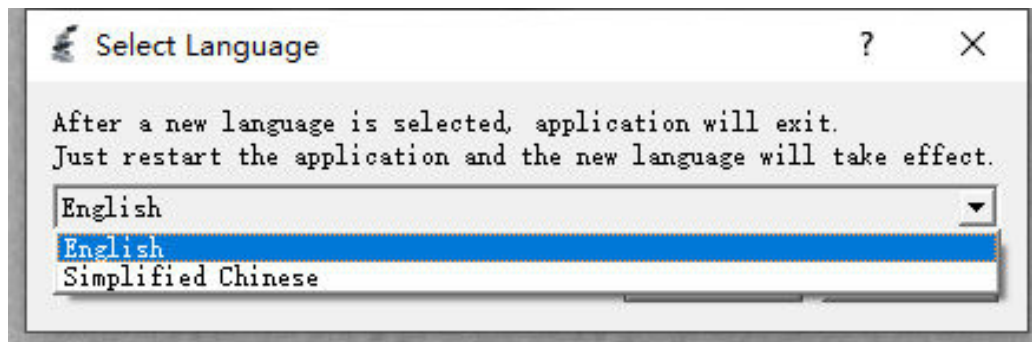 Select Language
?
After a new language is selected, application will exit.
Just restart the application and the new language will take effect.
English
English
Simplified Chinese